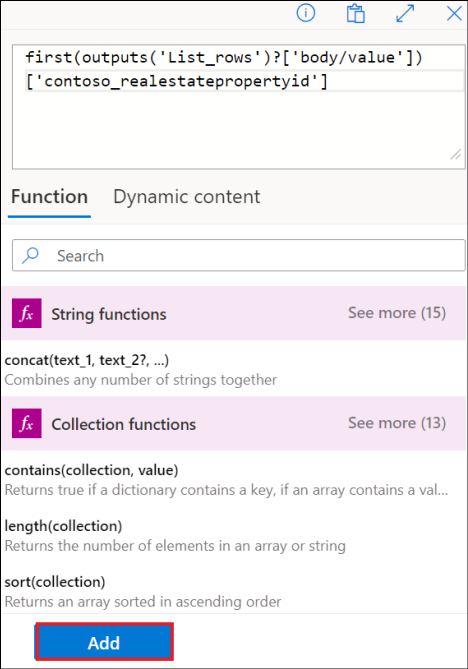 first(outputs('List_rows')?['body/value'])
['contoso_realestatepropertyid']
Function Dynamic content
Search
fx String functions See more (15)
concat(text_1, text_2?, ...)
Combines any number of strings together
fx Collection functions See more (13)
contains(collection, value)
Returns true if a dictionary contains a key, if an array contains a val...
length(collection)
Returns the number of elements in an array or string
sort(collection)
Returns an array sorted in ascending order
Add